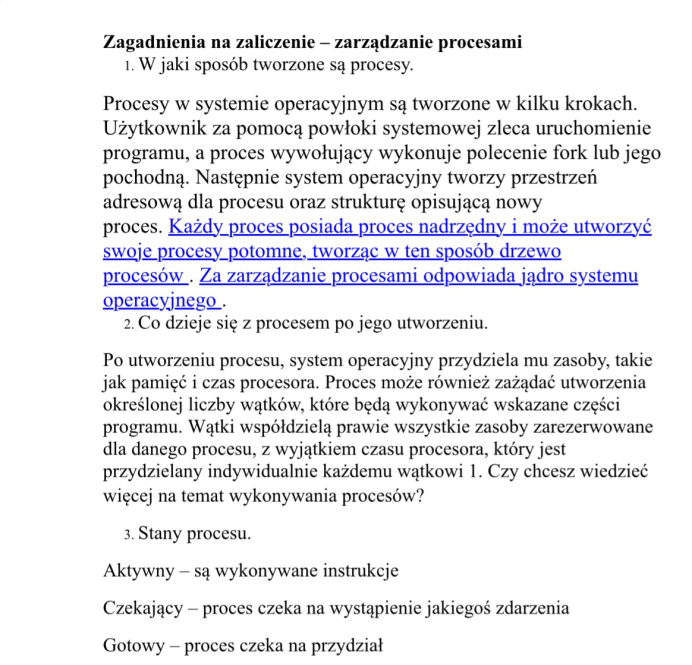 Zagadnienia na zaliczenie – zarządzanie procesami
1. W jaki sposób tworzone są procesy.
Procesy w systemie operacyjnym są tworzone w kilku krokach.
Użytkownik za pomocą powłoki systemowej zleca uruchomienie
programu, a proces wywołujący wykonuje polecenie fork lub jego
pochodną. Następnie system operacyjny tworzy przestrzeń
adresową dla procesu oraz strukturę opisującą nowy
proces. Każdy proces posiada proces nadrzędny i może utworzyć
swoje procesy potomne, tworząc w ten sposób drzewo
procesów . Za zarządzanie procesami odpowiada jądro systemu
operacyjnego .
2. Co dzieje się z procesem po jego utworzeniu.
Po utworzeniu procesu, system operacyjny przydziela mu zasoby, takie
jak pamięć i czas procesora. Proces może również zażądać utworzenia
określonej liczby wątków, które będą wykonywać wskazane części
programu. Wątki współdzielą prawie wszystkie zasoby zarezerwowane
dla danego procesu, z wyjątkiem czasu procesora, który jest
przydzielany indywidualnie każdemu wątkowi 1. Czy chcesz wiedzieć
więcej na temat wykonywania procesów?
3. Stany procesu.
Aktywny – są wykonywane instrukcje
Czekający – proces czeka na wystąpienie jakiegoś zdarzenia
Gotowy – proces czeka na przydział